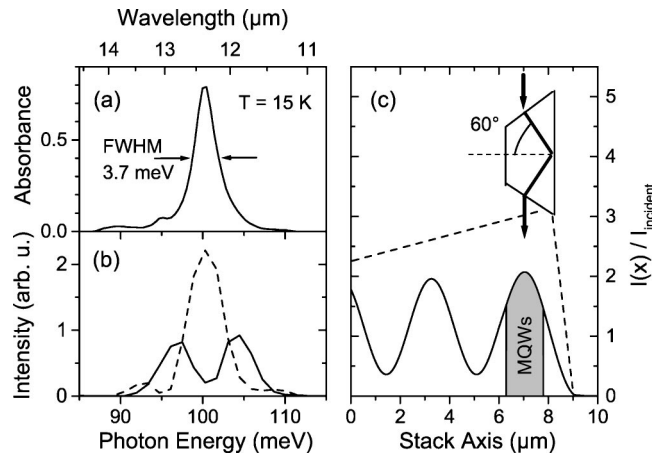 Wavelength (μm)
14 13 12 11
(a)
T = 15 K
0.5
FWHM
3.7 meV
0.0
Absorbance
(b)
2
1
0
Intensity (arb. u.)
90 100 110
Photon Energy (meV)
(c)
60°
MQWs
5
4
3
2
1
0
I(x) / Iincident
0 2 4 6 8 10
Stack Axis (μm)